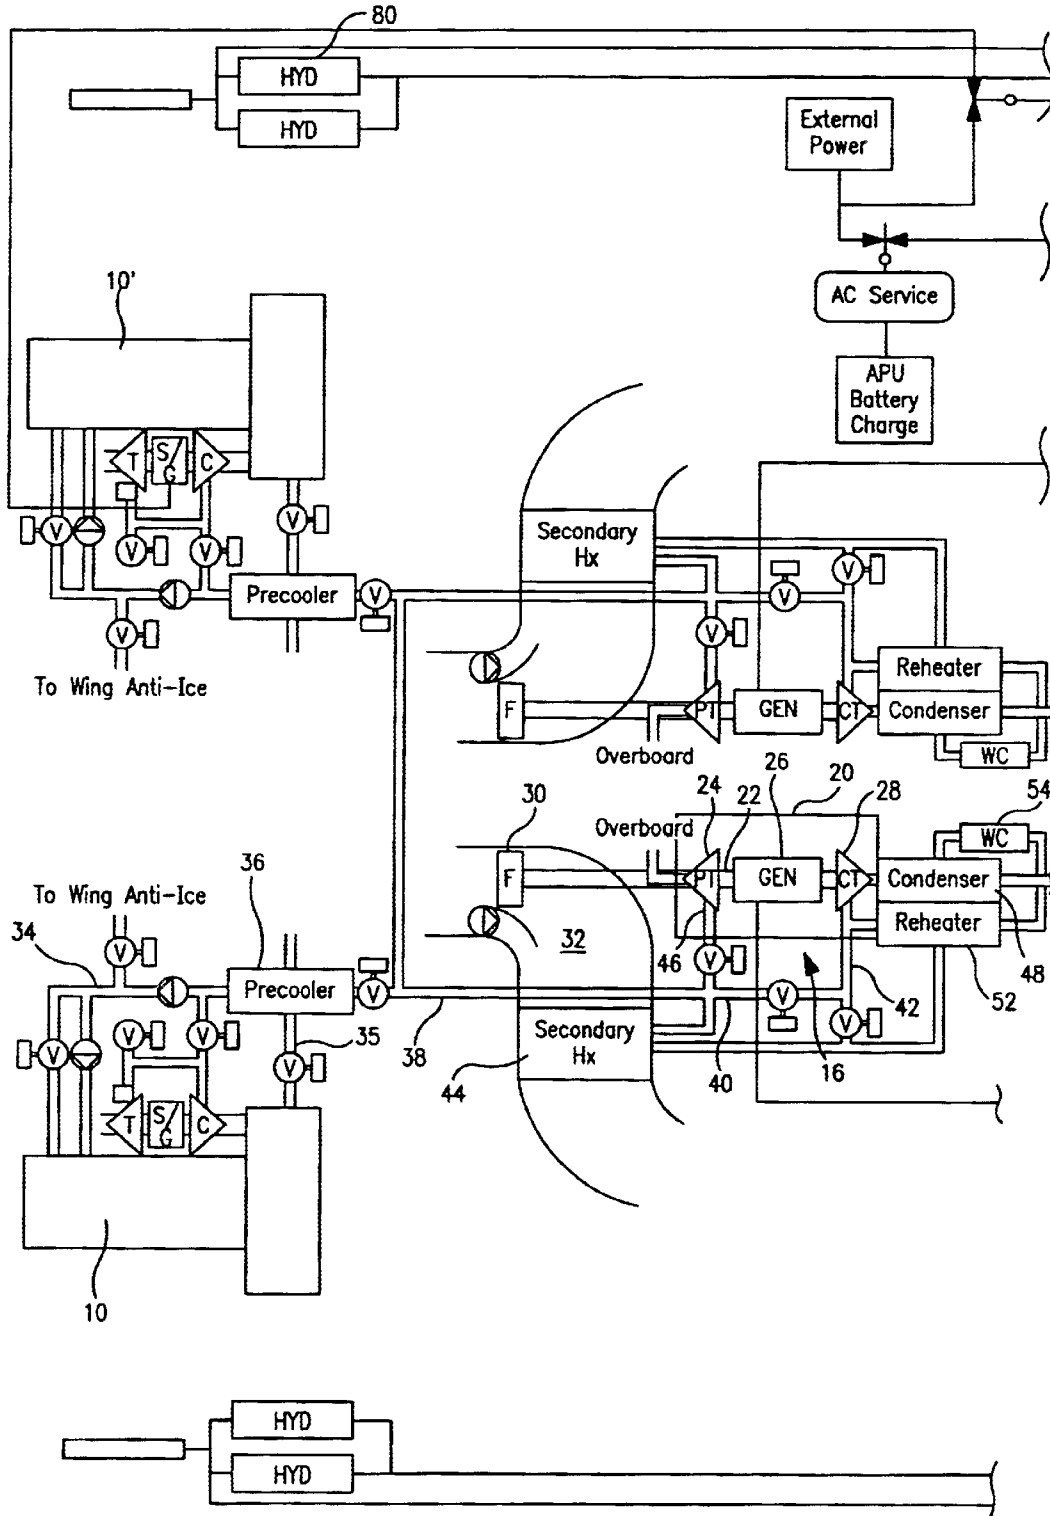 80
HYD
HYD
External
Power
AC Service
APU
Battery
Charge
10'
T
S/G
C
V
V
V
V
Precooler
V
V
To Wing Anti-Ice
Secondary
Hx
V
V
V
F
PT
GEN
CT
Reheater
Condenser
WC
Overboard
30
24
26
22
20
28
54
Overboard
F
PT
GEN
CT
WC
Condenser
Reheater
48
52
46
32
To Wing Anti-Ice
34
36
V
Precooler
V
V
V
V
V
35
38
V
V
V
42
40
16
Secondary
Hx
44
T
S/G
C
10
HYD
HYD